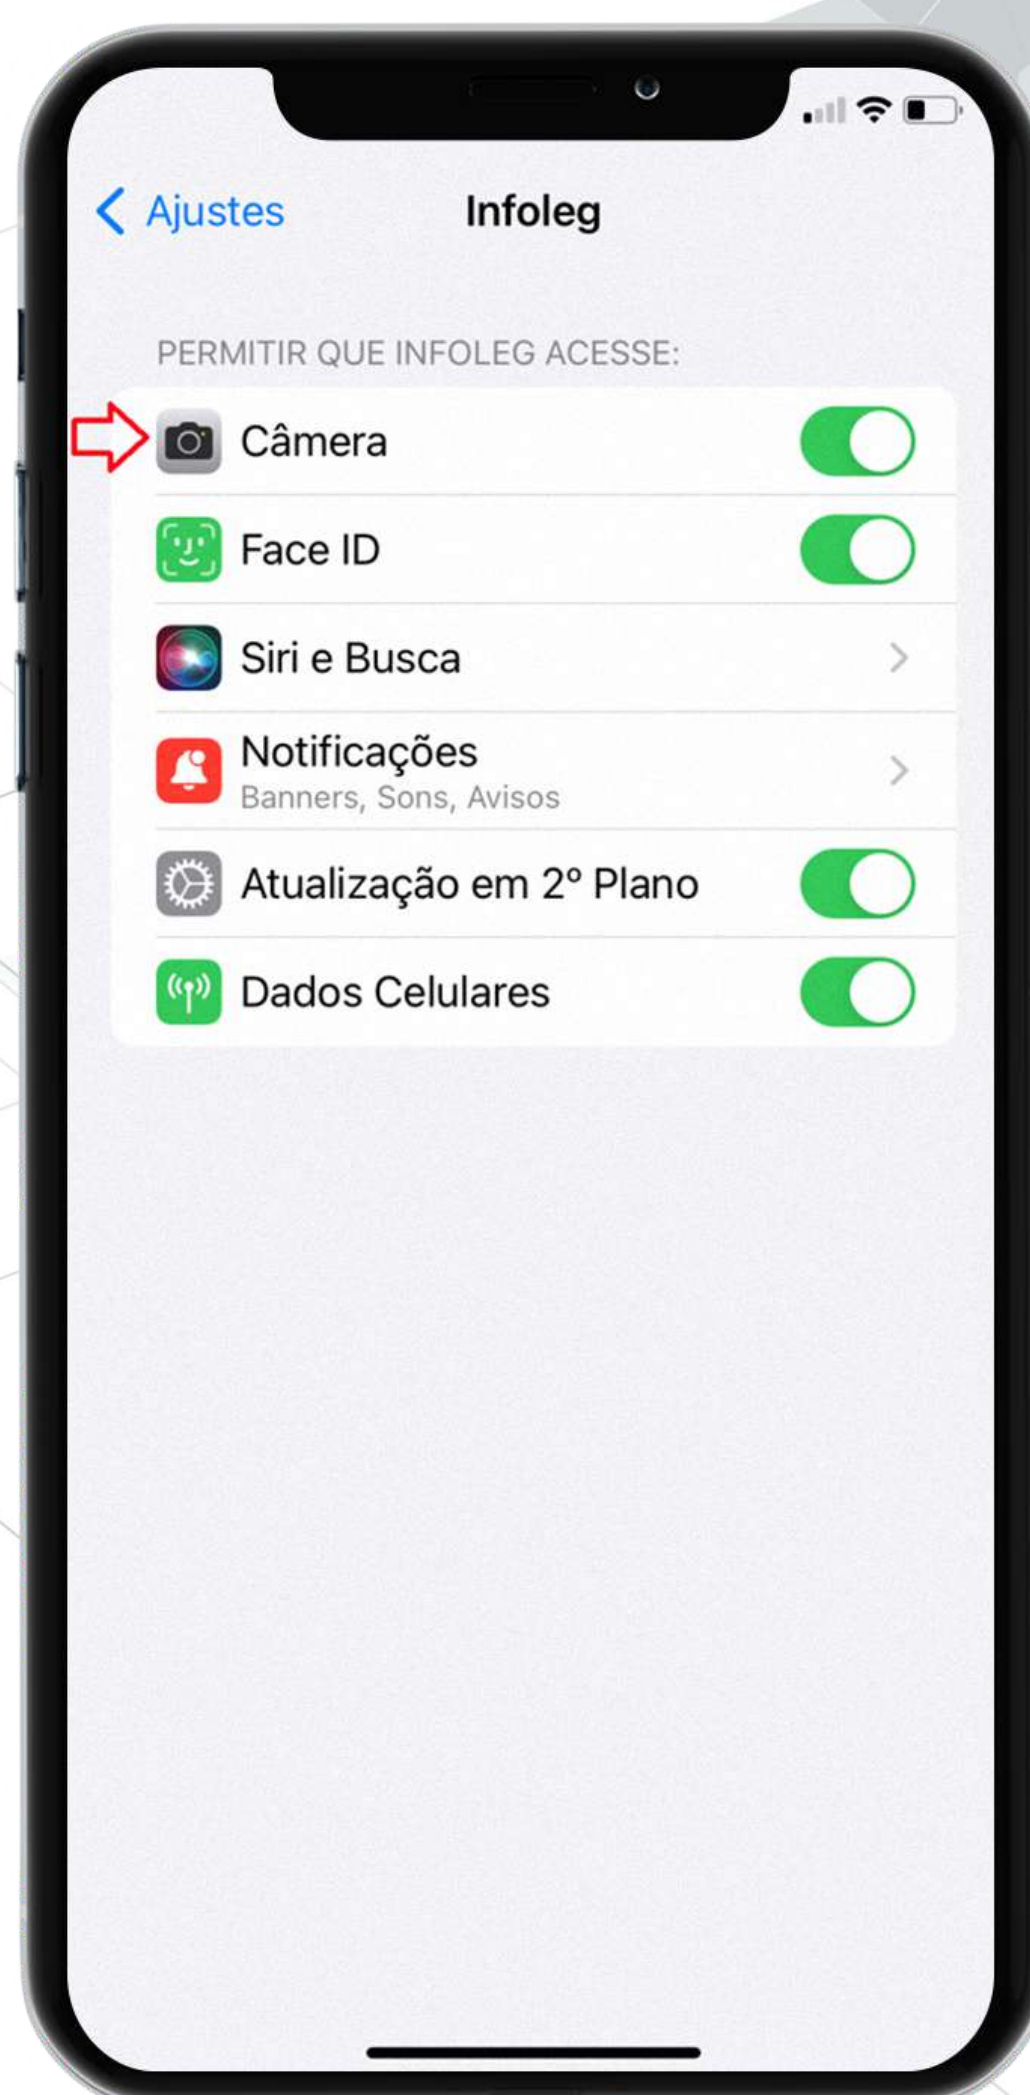 Ajustes
Infoleg
PERMITIR QUE INFOLEG ACESSE:
Câmera
Face ID
Siri e Busca
Notificações
Banners, Sons, Avisos
Atualização em 2º Plano
Dados Celulares